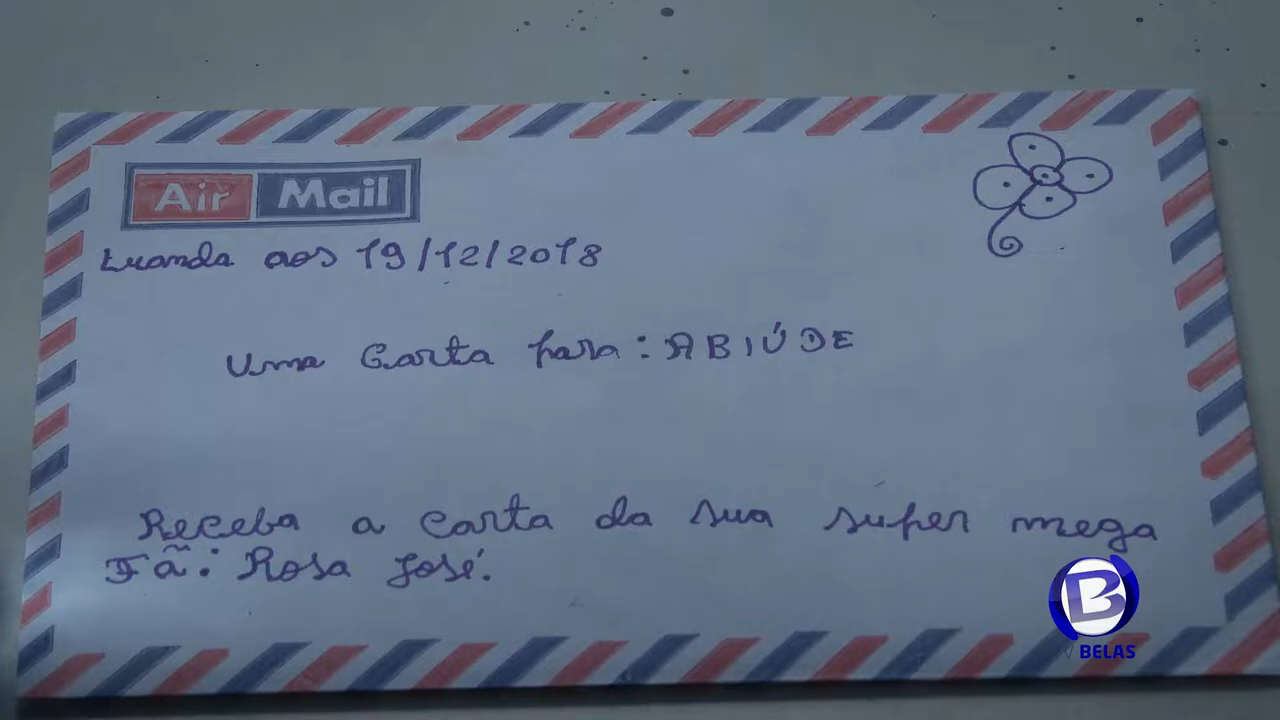 Air Mail
Luanda aos 19/12/2018
Uma Carta para: ABIÚDE
Receba a carta da sua super mega
Fã: Rosa José.
B
TV BELAS